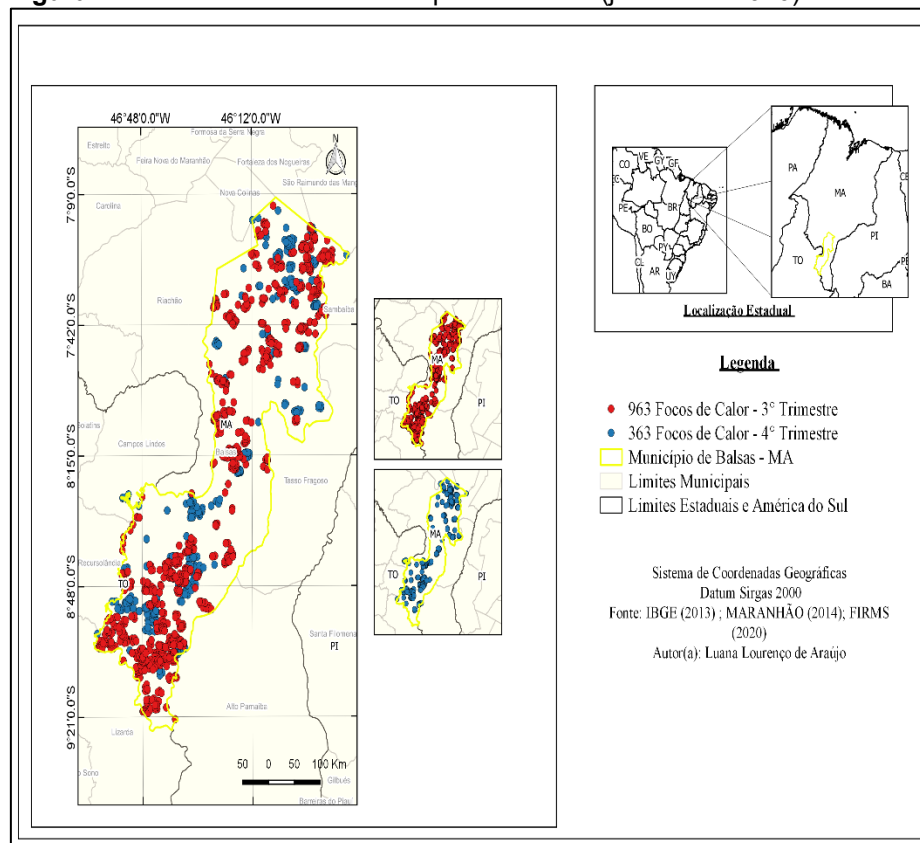 46°48'0.0"W 46°12'0.0"W
Formosa da Serra Negra
Estreito
Feira Nova do Maranhão Fortaleza dos Nogueiras
São Raimundo das Man
Nova Colinas
Carolina
N
7°9'0.0"S
Riachão
Sambaíba
7°42'0.0"S
MA
Balsas
Campos Lindos
8°15'0.0"S
Tasso Fragoso
Recursolândia
TO
8°48'0.0"S
Santa Filomena
PI
Alto Parnaíba
9°21'0.0"S
Lizarda
50 0 50 100 Km
Gilbués
Barreiras do Piauí
MA
TO
PI
MA
TO
PI
VE
GY
GF
CO
EC
PE
BR
BO
PY
CL
AR
UY
PA
MA
CE
TO
PI
PE
BA
Localização Estadual
Legenda
963 Focos de Calor - 3° Trimestre
363 Focos de Calor - 4° Trimestre
Município de Balsas - MA
Limites Municipais
Limites Estaduais e América do Sul
Sistema de Coordenadas Geográficas
Datum Sirgas 2000
Fonte: IBGE (2013) ; MARANHÃO (2014); FIRMS
(2020)
Autor(a): Luana Lourenço de Araújo